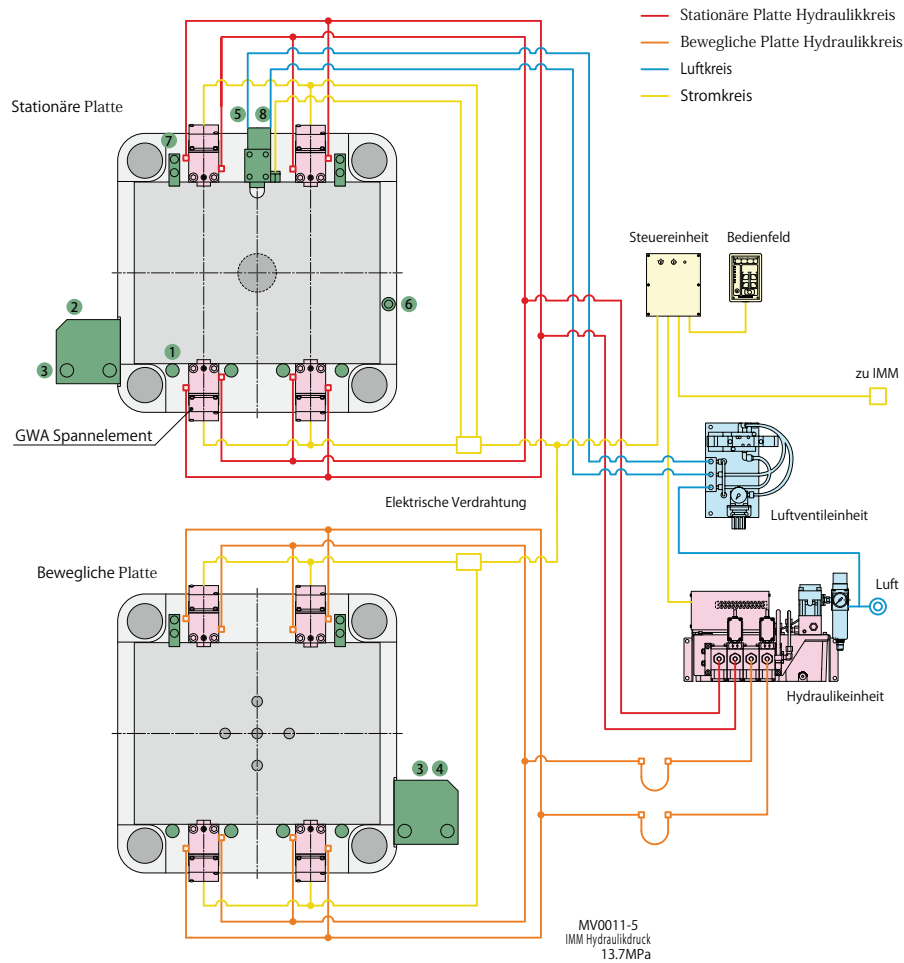 Stationäre Platte Hydraulikkreis
Bewegliche Platte Hydraulikkreis
Luftkreis
Stromkreis
Stationäre Platte
5
8
7
Steuereinheit
Bedienfeld
2
6
1
3
zu IMM
GWA Spannelement
Elektrische Verdrahtung
Luftventileinheit
Bewegliche Platte
Luft
Hydraulikeinheit
3
4
MV0011-5
IMM Hydraulikdruck
13.7MPa